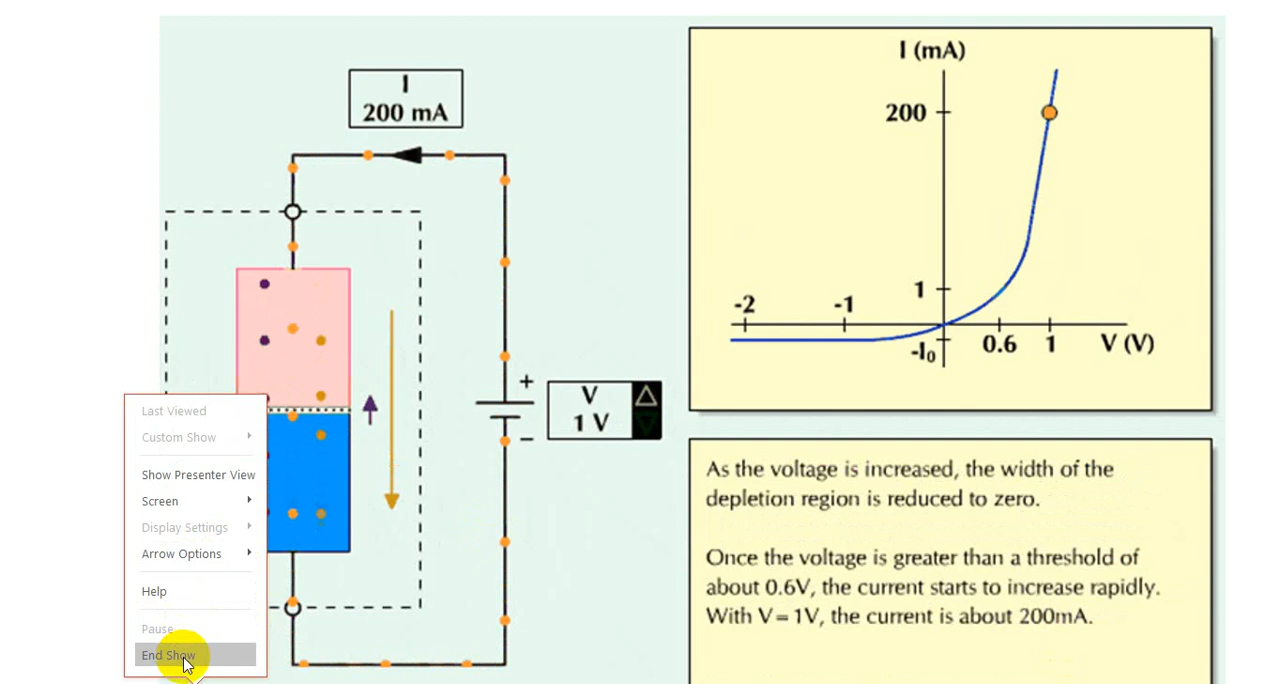 I
200 mA
I (mA)
200
1
-2
-1
-I0
0.6
1
V (V)
+
V
1 V
−
As the voltage is increased, the width of the
depletion region is reduced to zero.
Once the voltage is greater than a threshold of
about 0.6V, the current starts to increase rapidly.
With V = 1V, the current is about 200mA.
Last Viewed
Custom Show
Show Presenter View
Screen
Display Settings
Arrow Options
Help
Pause
End Show